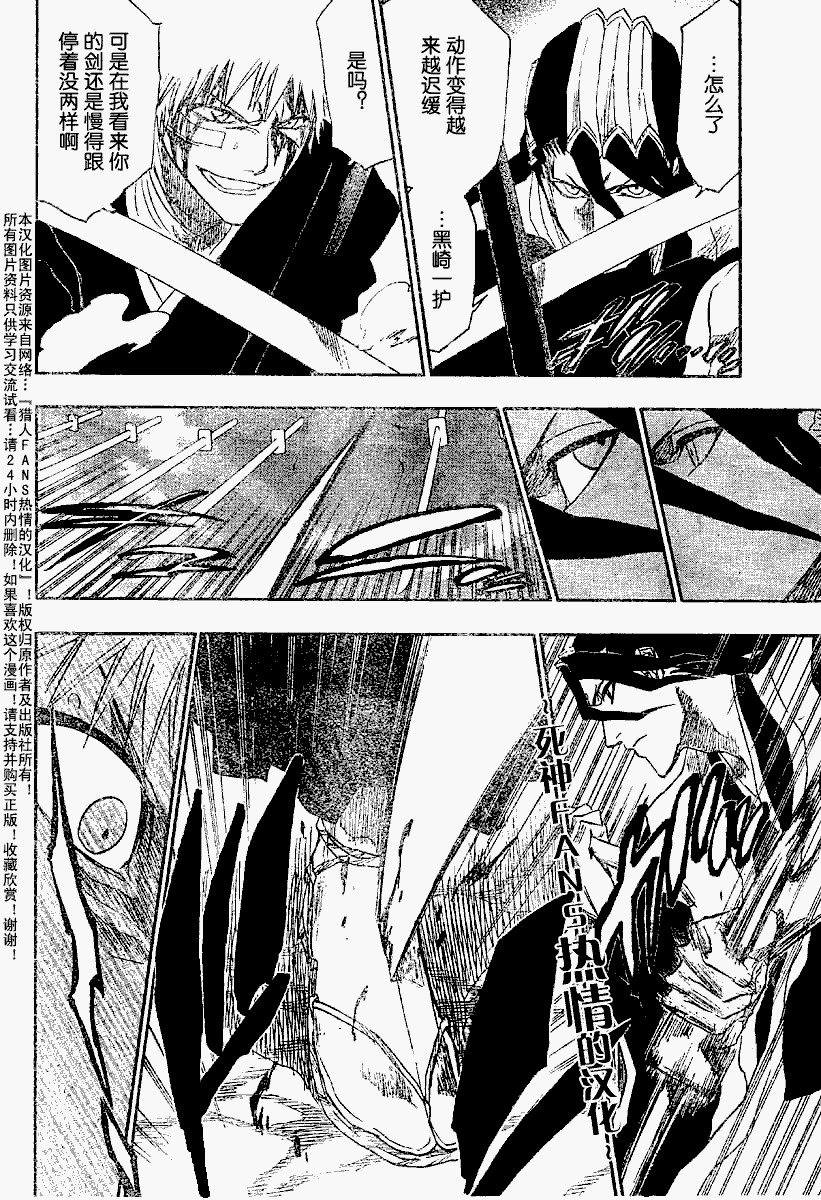 …怎么了
动作变得越
来越迟缓
…黑崎一护
是吗？
可是在我看来你
的剑还是慢得跟
停着没两样啊
～死神FANS热情的汉化～
本汉化图片资源来自网络…『猎人FANS热情的汉化』！版权归原作者及出版社所有！
所有图片资料只供学习交流试看…请24小时内删除！如果喜欢这个漫画！请支持并购买正版！收藏欣赏！谢谢！